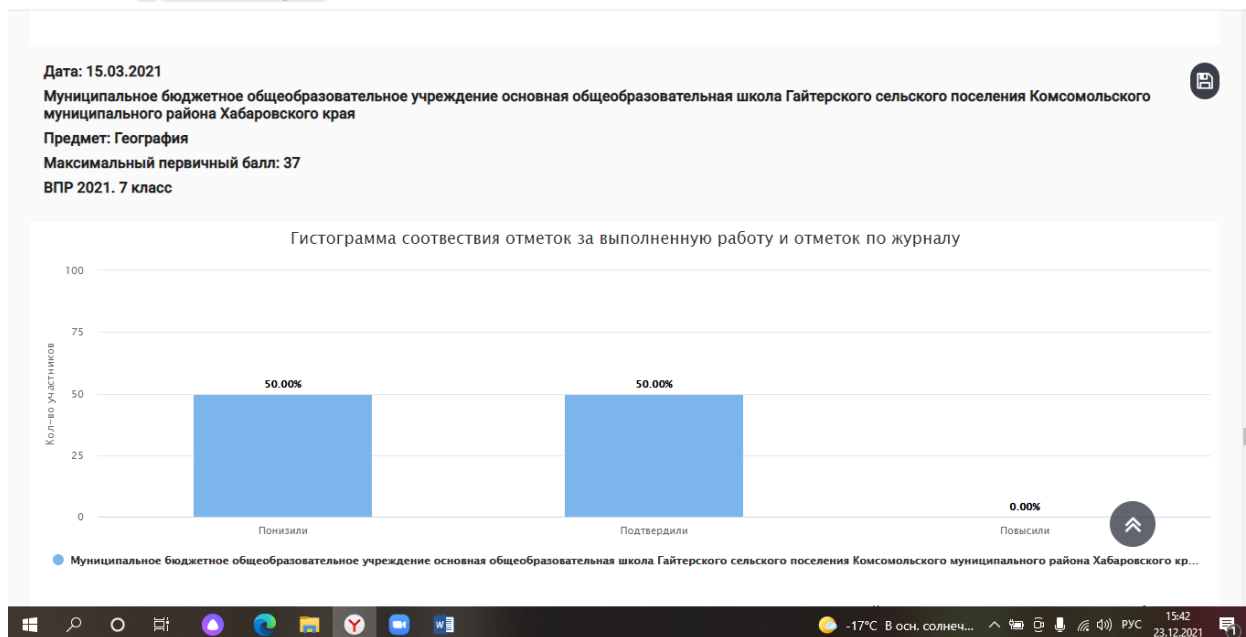 Дата: 15.03.2021
Муниципальное бюджетное общеобразовательное учреждение основная общеобразовательная школа Гайтерского сельского поселения Комсомольского
муниципального района Хабаровского края
Предмет: География
Максимальный первичный балл: 37
ВПР 2021. 7 класс
Гистограмма соотвествия отметок за выполненную работу и отметок по журналу
100
75
50
25
0
Кол-во участников
50.00%
50.00%
0.00%
Понизили
Подтвердили
Повысили
Муниципальное бюджетное общеобразовательное учреждение основная общеобразовательная школа Гайтерского сельского поселения Комсомольского муниципального района Хабаровского кр...
-17°C В осн. солнеч...
РУС
15:42
23.12.2021
1